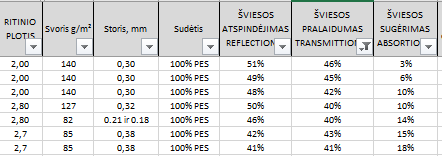 RITINIO PLOTIS Svoris g/m² Storis, mm Sudėtis ŠVIESOS ATSPINDĖJIMAS REFLECTION ŠVIESOS PRALAIDUMAS TRANSMITTION ŠVIESOS SUGĖRIMAS ABSORTION
2,00 140 0,30 100% PES 51% 46% 3%
2,00 140 0,30 100% PES 49% 45% 6%
2,00 140 0,30 100% PES 48% 42% 10%
2,80 127 0,32 100% PES 50% 40% 10%
2,80 82 0.21 ir 0.18 100% PES 46% 40% 14%
2,7 85 0,38 100% PES 42% 43% 15%
2,7 85 0,38 100% PES 41% 41% 18%